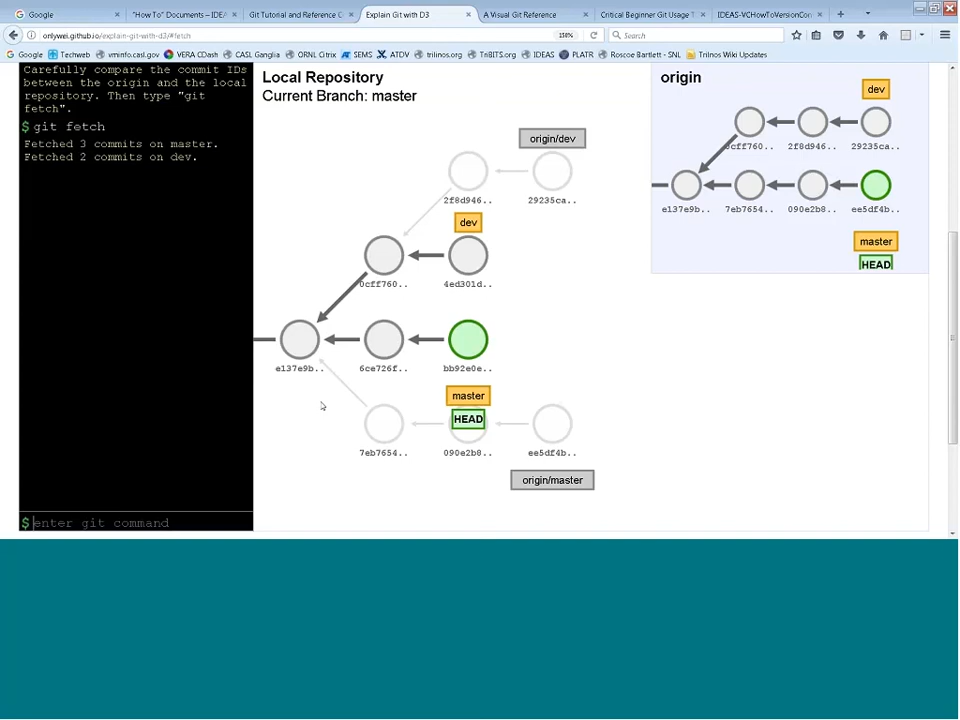 Google
"How To" Documents – IDEA
Git Tutorial and Reference C
Explain Git with D3
A Visual Git Reference
Critical Beginner Git Usage T
IDEAS-VCHowToVersionCon
onlywei.github.io/explain-git-with-d3/#fetch
150%
Search
Google
Techweb
vminfo.casl.gov
VERA CDash
CASL Ganglia
ORNL Citrix
SEMS
ATDV
trilinos.org
TriBITS.org
IDEAS
PLATR
Roscoe Bartlett - SNL
Trilinos Wiki Updates
Carefully compare the commit IDs
between the origin and the local
repository. Then type "git
fetch".
$ git fetch
Fetched 3 commits on master.
Fetched 2 commits on dev.
$ enter git command
Local Repository
Current Branch: master
origin/dev
2f8d946..
29235ca..
dev
0cff760..
4ed301d..
e137e9b..
6ce726f..
bb92e0e..
master
HEAD
7eb7654..
090e2b8..
ee5df4b..
origin/master
origin
dev
0cff760..
2f8d946..
29235ca..
e137e9b..
7eb7654..
090e2b8..
ee5df4b..
master
HEAD